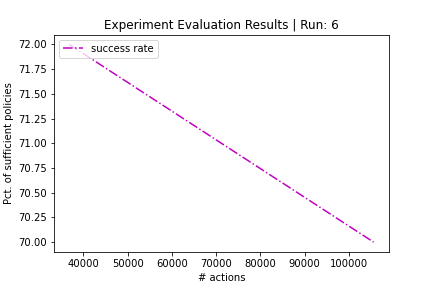 Experiment Evaluation Results | Run: 6
success rate
Pct. of sufficient policies
72.00
71.75
71.50
71.25
71.00
70.75
70.50
70.25
70.00
40000 50000 60000 70000 80000 90000 100000
# actions